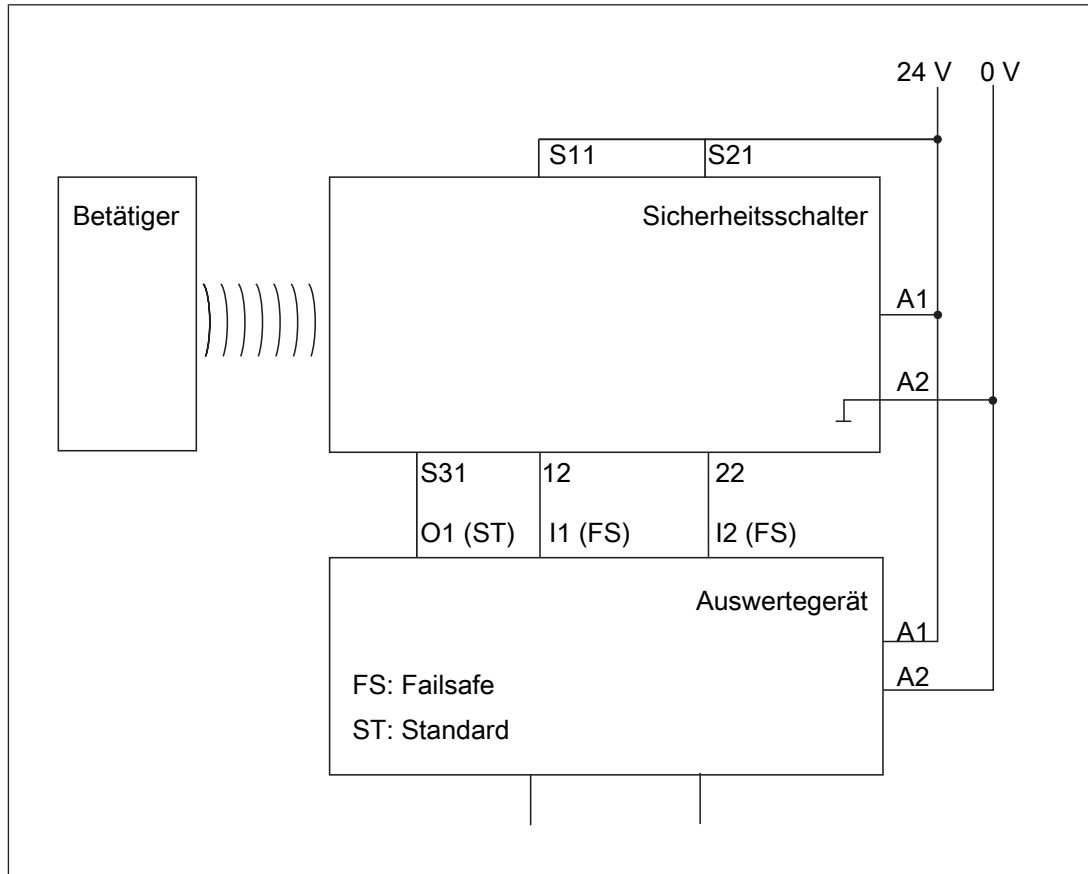 24 V 0 V
S11 S21
Betätiger
Sicherheitsschalter
A1
A2
S31 12 22
O1 (ST) I1 (FS) I2 (FS)
Auswertegerät
A1
A2
FS: Failsafe
ST: Standard